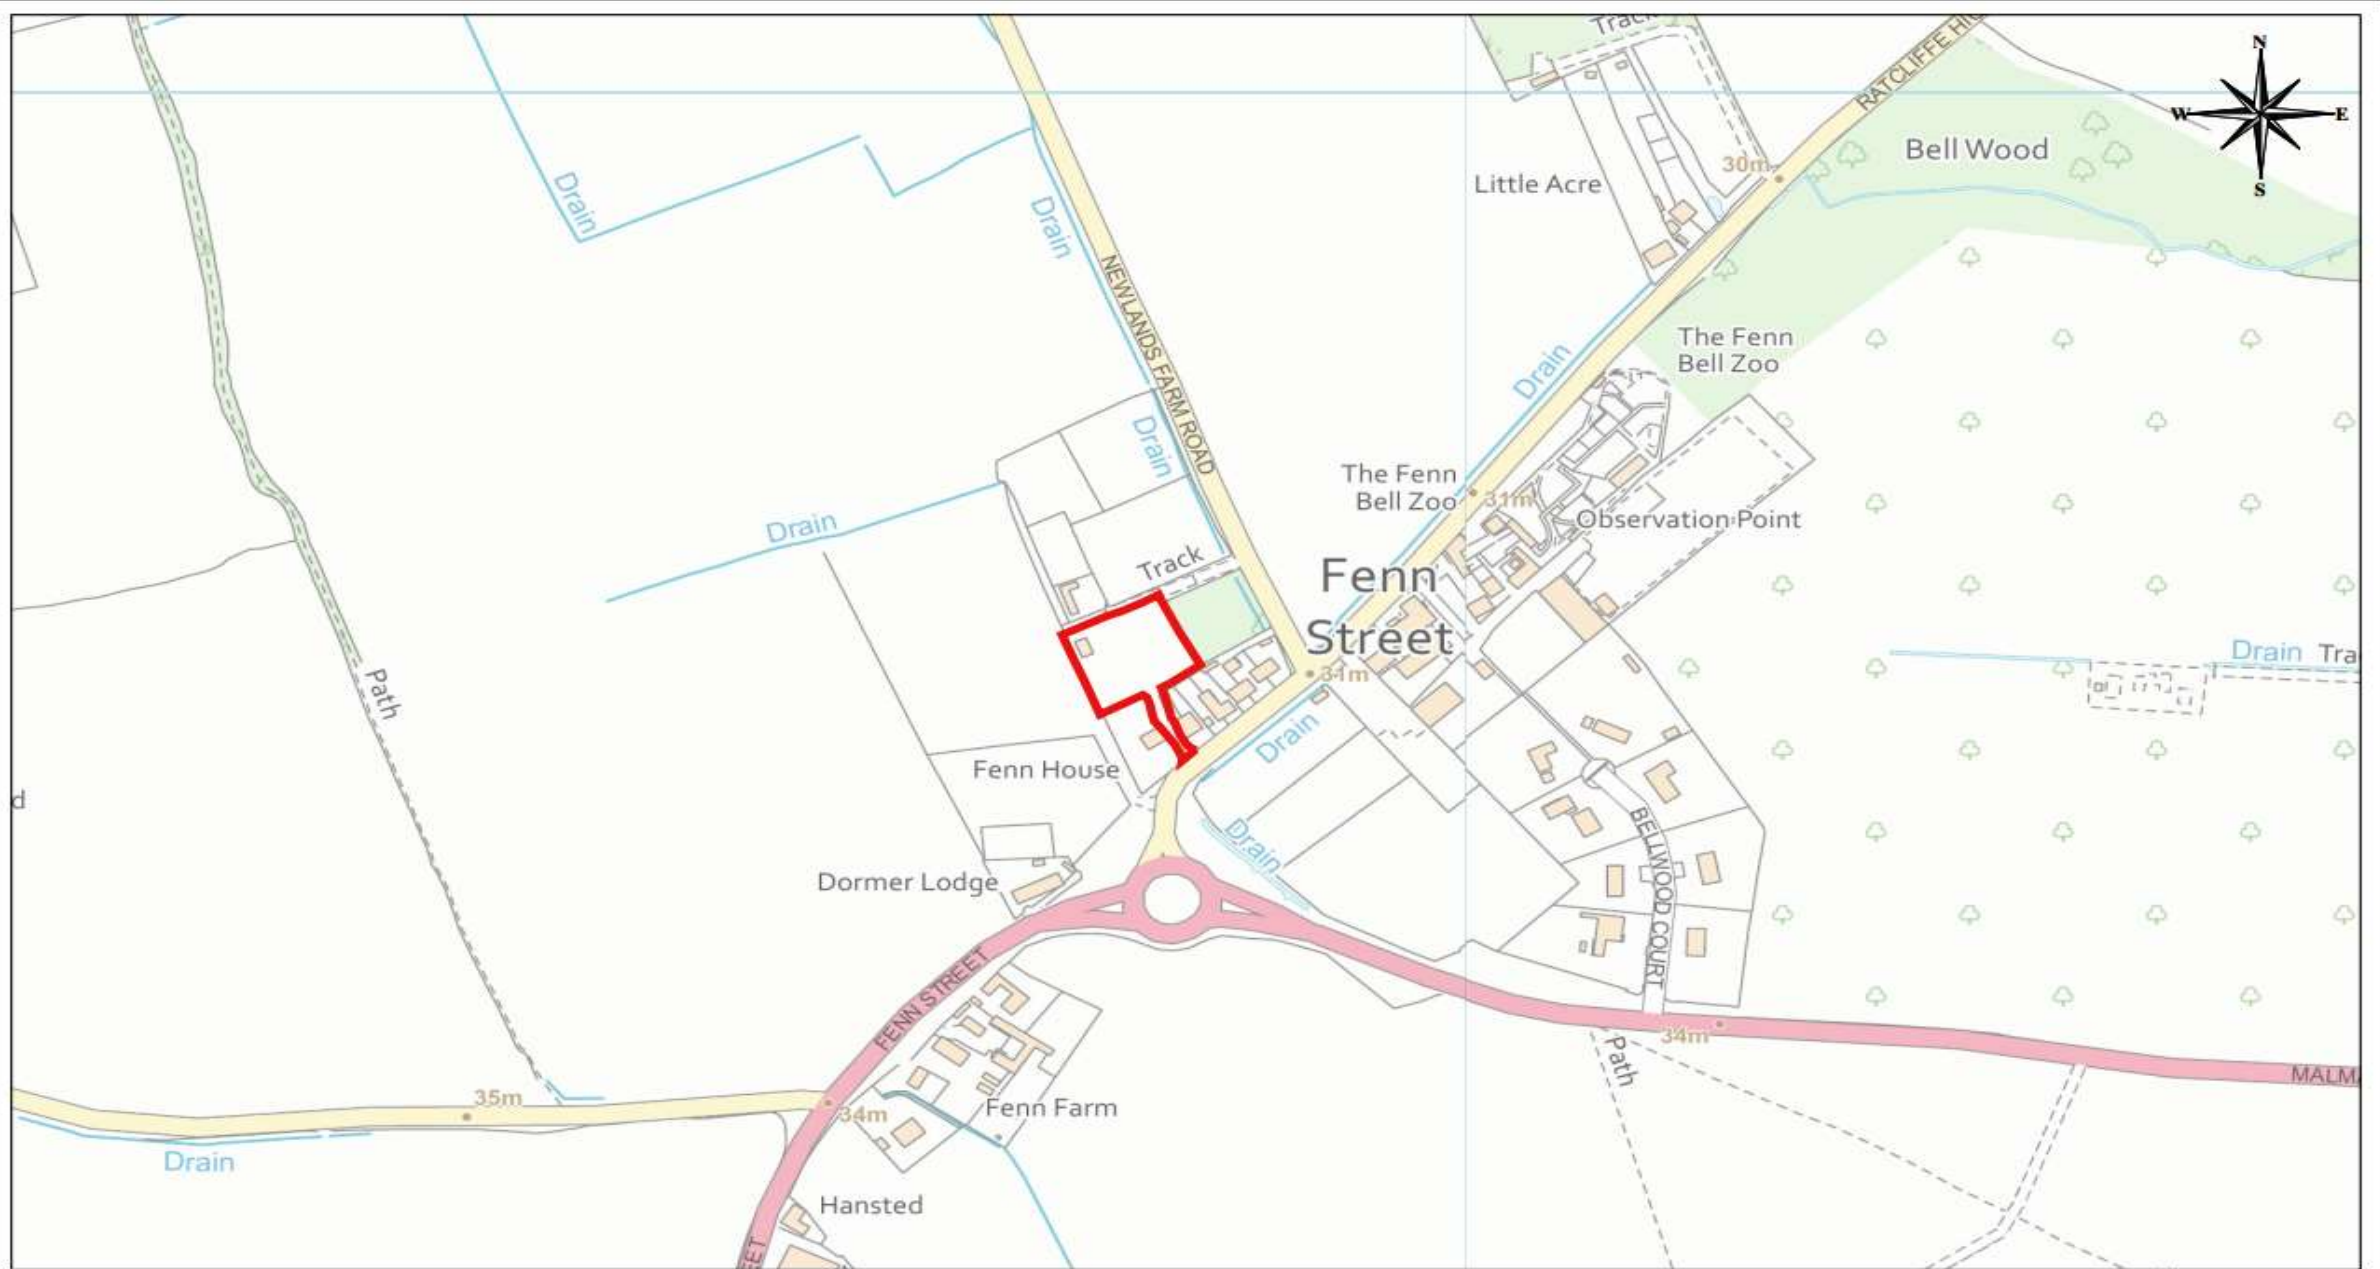 Track
RATCLIFFE HIG
N
W
E
S
Bell Wood
30m
Little Acre
Drain
Drain
NEWLANDS FARM ROAD
The Fenn
Bell Zoo
Drain
Drain
The Fenn
Bell Zoo
31m
Observation Point
Drain
Track
Fenn
Street
31m
Drain
Tra
Path
Drain
Fenn House
d
Drain
BELLWOOD COURT
Dormer Lodge
FENN STREET
34m
Path
MALM
35m
34m
Fenn Farm
Drain
Hansted
EET